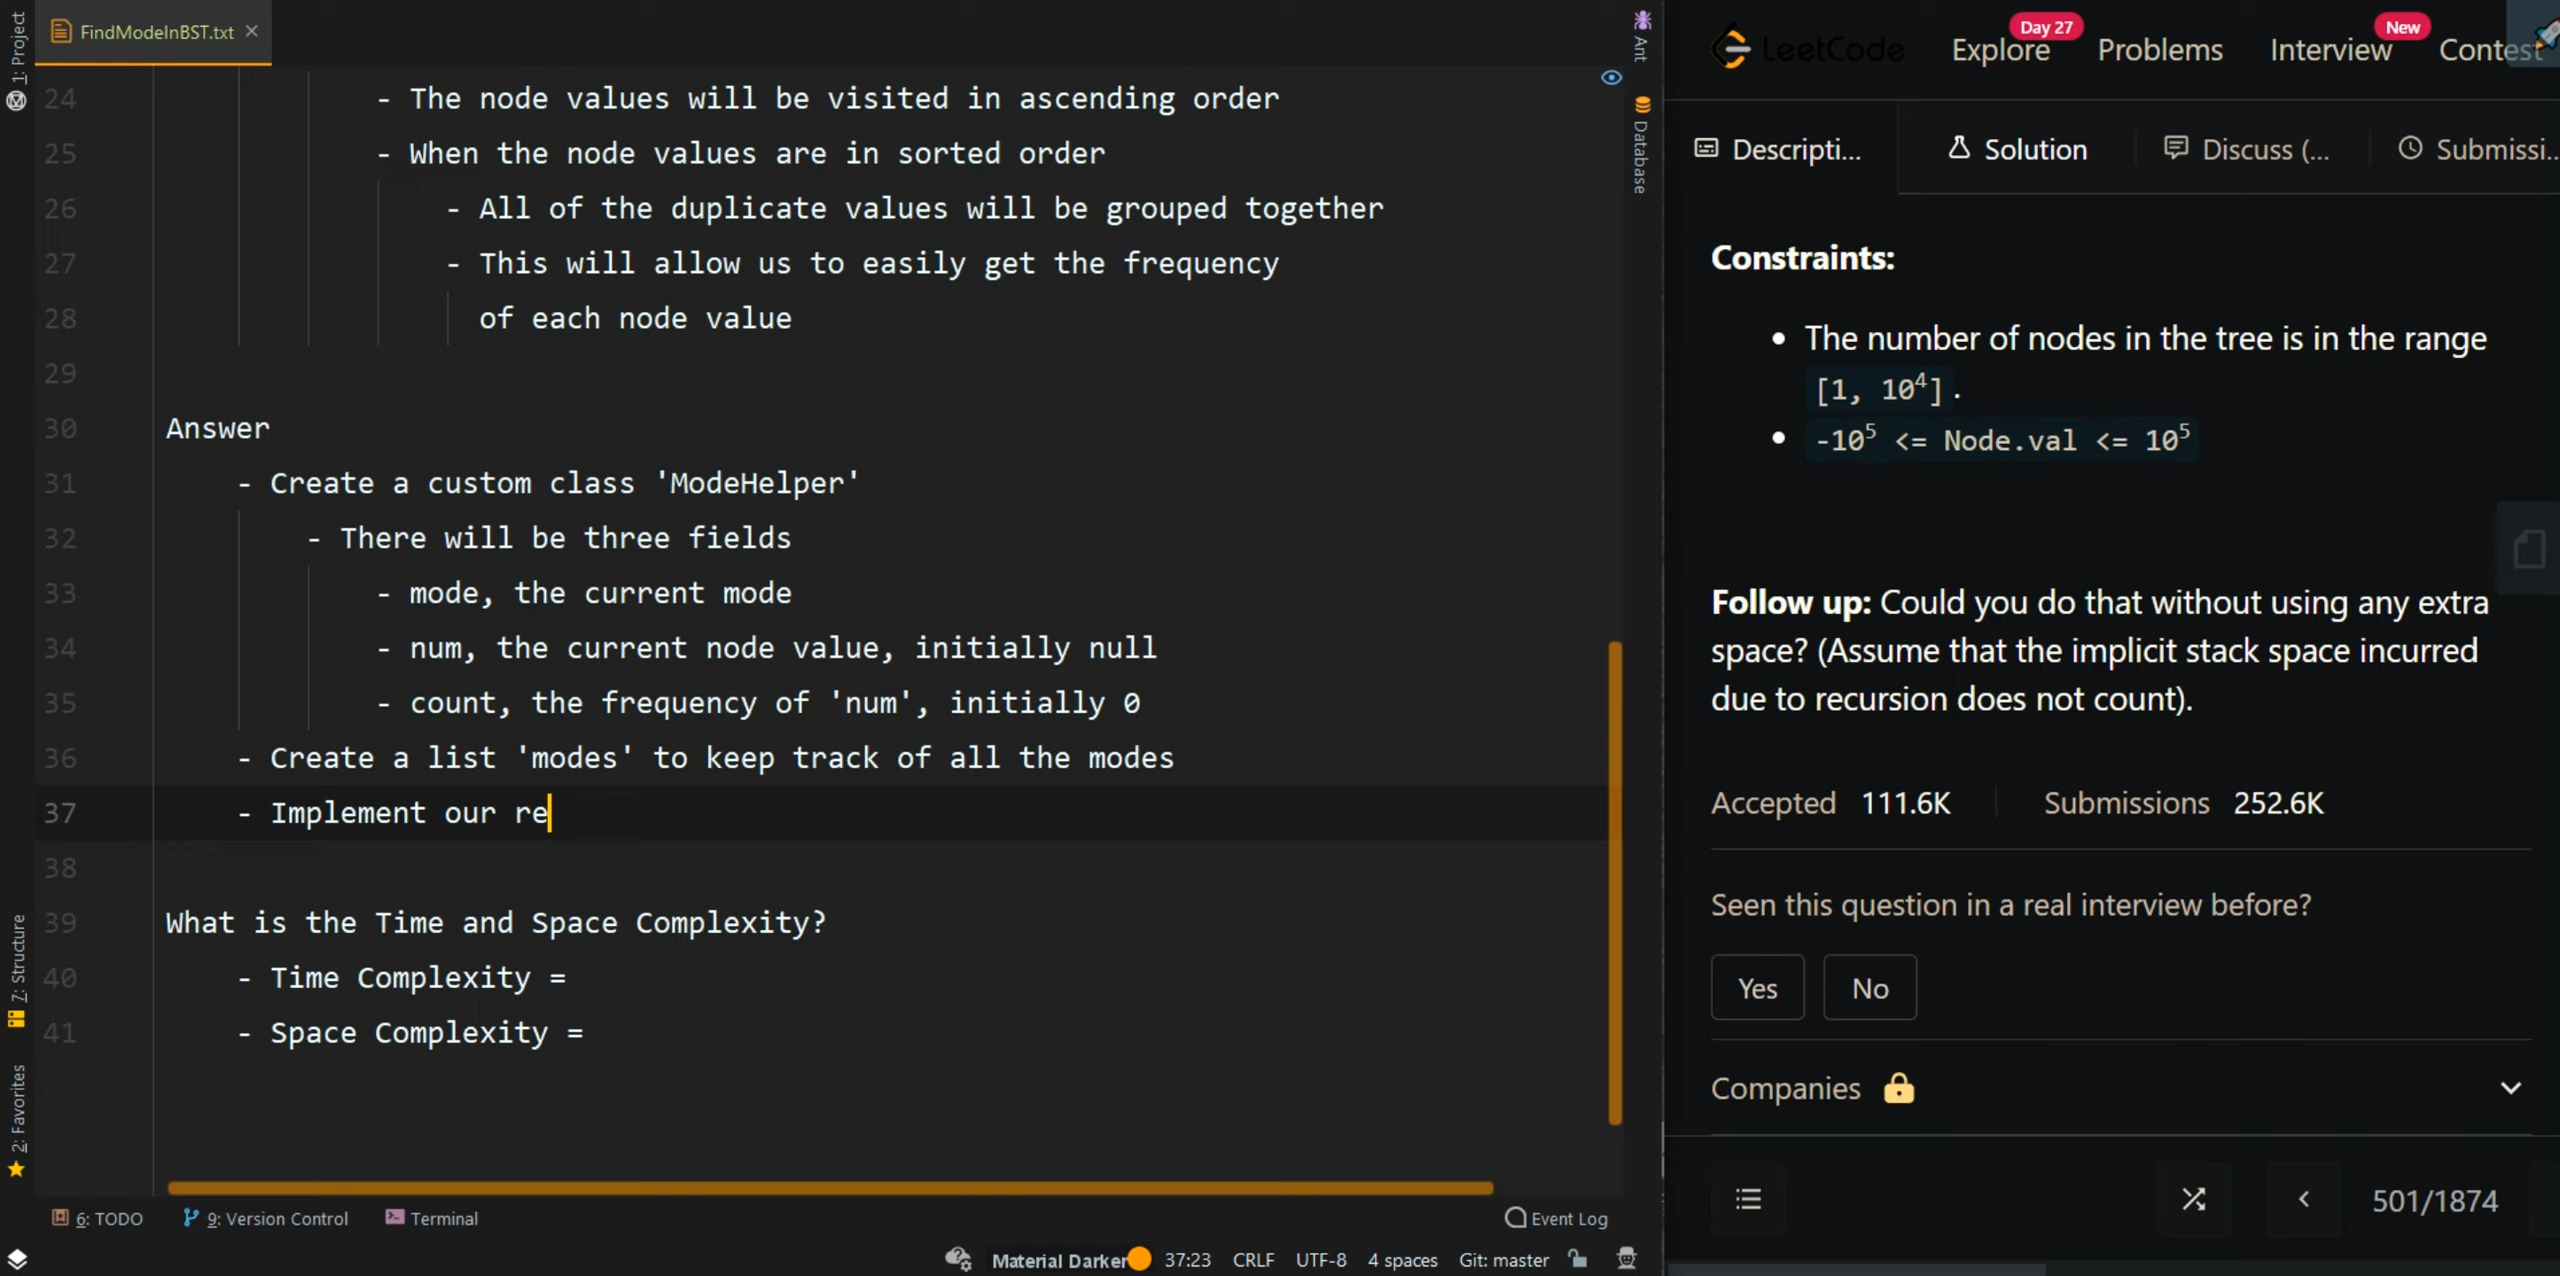 1: Project
FindModeInBST.txt
24 - The node values will be visited in ascending order
25 - When the node values are in sorted order
26 - All of the duplicate values will be grouped together
27 - This will allow us to easily get the frequency
28 of each node value
29
30 Answer
31 - Create a custom class 'ModeHelper'
32 - There will be three fields
33 - mode, the current mode
34 - num, the current node value, initially null
35 - count, the frequency of 'num', initially 0
36 - Create a list 'modes' to keep track of all the modes
37 - Implement our re
38
39 What is the Time and Space Complexity?
40 - Time Complexity =
41 - Space Complexity =
7: Structure
2: Favorites
Ant
Database
6: TODO 9: Version Control Terminal Event Log
Material Darker 37:23 CRLF UTF-8 4 spaces Git: master
LeetCode Explore Day 27 Problems Interview New Contest
Descripti... Solution Discuss (... Submissi...
Constraints:
• The number of nodes in the tree is in the range
[1, 10⁴].
• -10⁵ <= Node.val <= 10⁵
Follow up: Could you do that without using any extra
space? (Assume that the implicit stack space incurred
due to recursion does not count).
Accepted 111.6K Submissions 252.6K
Seen this question in a real interview before?
Yes No
Companies
501/1874